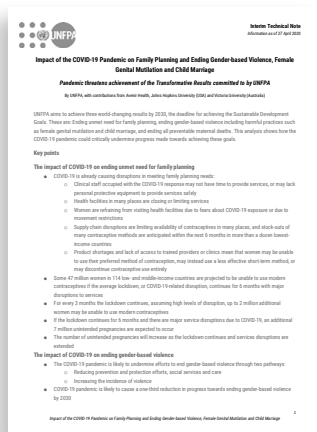 UNFPA
Interim Technical Note
Information as of 27 April 2020
Impact of the COVID-19 Pandemic on Family Planning and Ending Gender-based Violence, Female
Genital Mutilation and Child Marriage
Pandemic threatens achievement of the Transformative Results committed to by UNFPA
By UNFPA, with contributions from Avenir Health, Johns Hopkins University (USA) and Victoria University (Australia)
UNFPA aims to achieve three world-changing results by 2030, the deadline for achieving the Sustainable Development
Goals. These are: Ending unmet need for family planning, ending gender-based violence including harmful practices such
as female genital mutilation and child marriage, and ending all preventable maternal deaths. This analysis shows how the
COVID-19 pandemic could critically undermine progress made towards achieving these goals.
Key points
The impact of COVID-19 on ending unmet need for family planning
● COVID-19 is already causing disruptions in meeting family planning needs:
○ Clinical staff occupied with the COVID-19 response may not have time to provide services, or may lack
personal protective equipment to provide services safely
○ Health facilities in many places are closing or limiting services
○ Women are refraining from visiting health facilities due to fears about COVID-19 exposure or due to
movement restrictions
○ Supply chain disruptions are limiting availability of contraceptives in many places, and stock-outs of
many contraceptive methods are anticipated within the next 6 months in more than a dozen lowest-
income countries
○ Product shortages and lack of access to trained providers or clinics mean that women may be unable
to use their preferred method of contraception, may instead use a less effective short-term method, or
may discontinue contraceptive use entirely
● Some 47 million women in 114 low- and middle-income countries are projected to be unable to use modern
contraceptives if the average lockdown, or COVID-19-related disruption, continues for 6 months with major
disruptions to services
● For every 3 months the lockdown continues, assuming high levels of disruption, up to 2 million additional
women may be unable to use modern contraceptives
● If the lockdown continues for 6 months and there are major service disruptions due to COVID-19, an additional
7 million unintended pregnancies are expected to occur
● The number of unintended pregnancies will increase as the lockdown continues and services disruptions are
extended
The impact of COVID-19 on ending gender-based violence
● The COVID-19 pandemic is likely to undermine efforts to end gender-based violence through two pathways:
○ Reducing prevention and protection efforts, social services and care
○ Increasing the incidence of violence
● COVID-19 pandemic is likely to cause a one-third reduction in progress towards ending gender-based violence
by 2030
Impact of the COVID-19 Pandemic on Family Planning and Ending Gender-based Violence, Female Genital Mutilation and Child Marriage